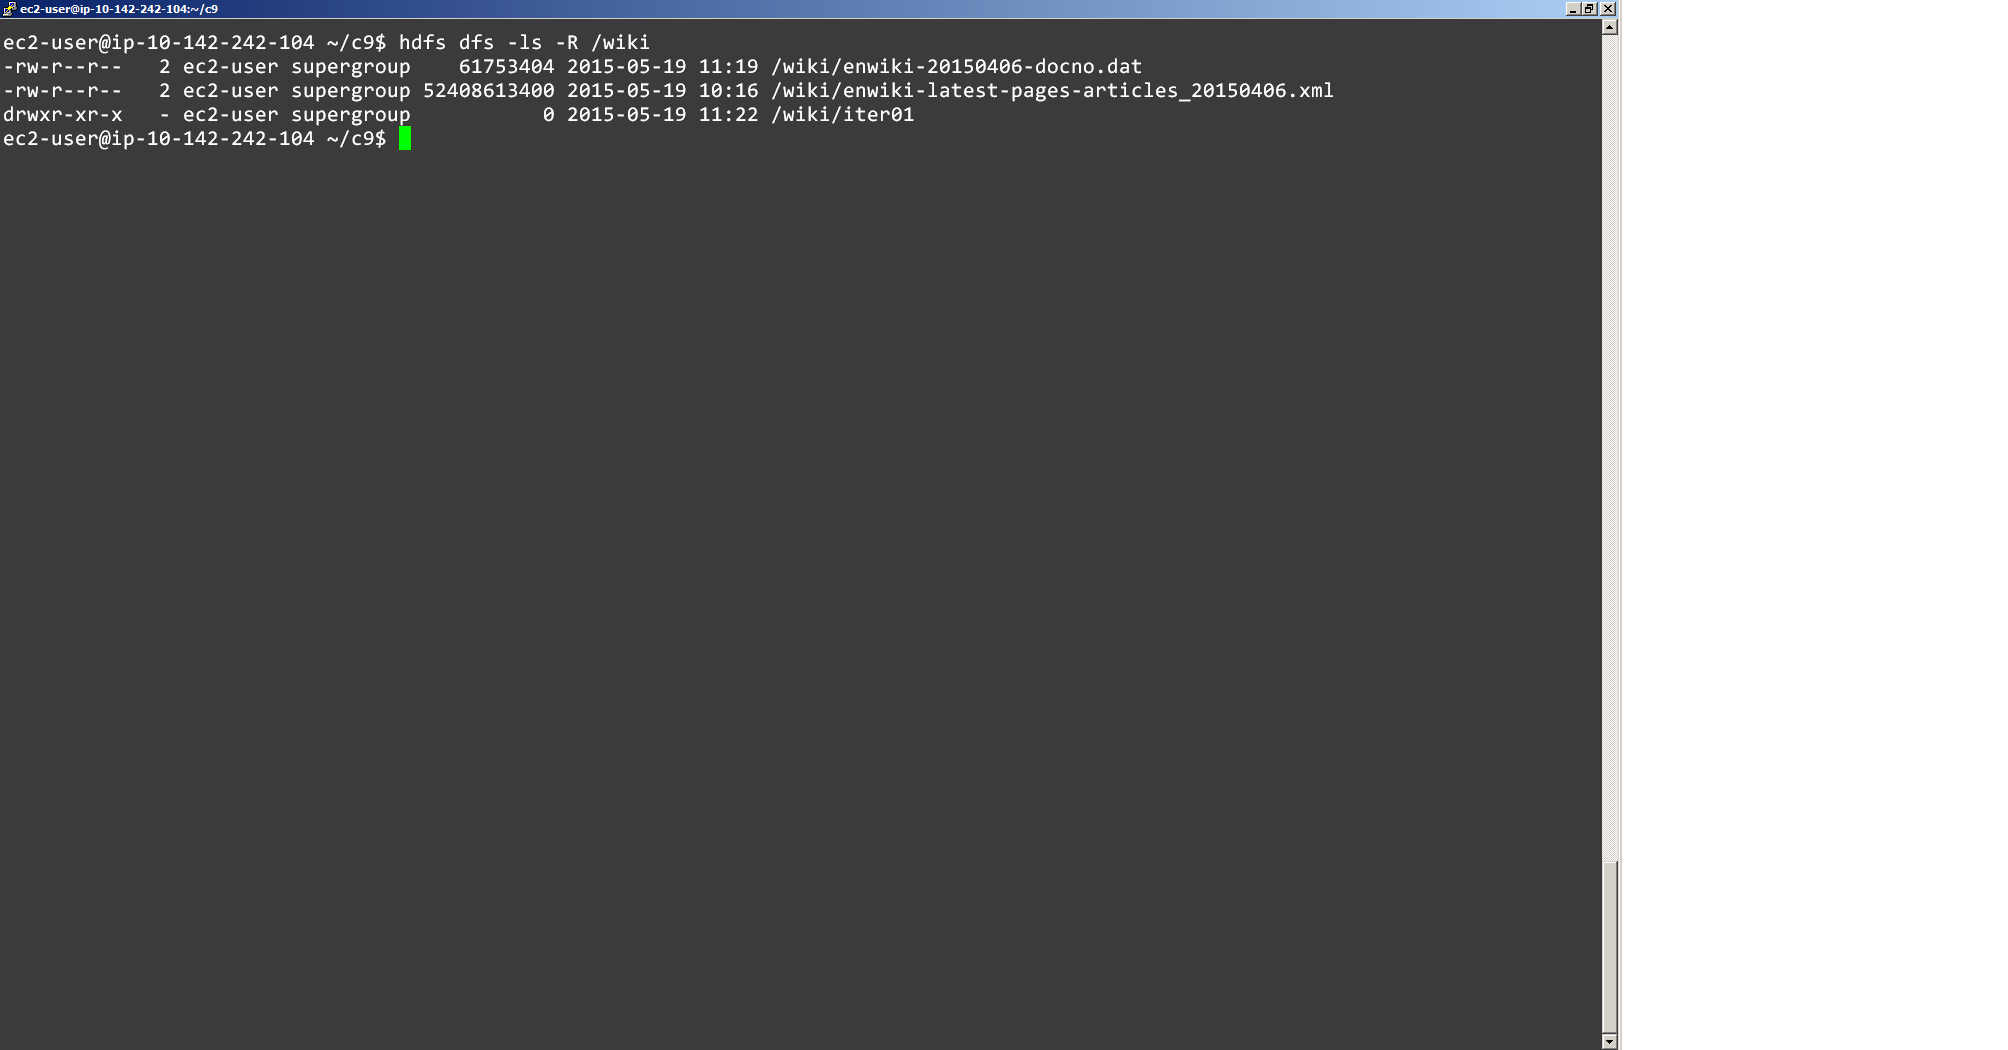 ec2-user@ip-10-142-242-104:~/c9
ec2-user@ip-10-142-242-104 ~/c9$ hdfs dfs -ls -R /wiki
-rw-r--r--   2 ec2-user supergroup    61753404 2015-05-19 11:19 /wiki/enwiki-20150406-docno.dat
-rw-r--r--   2 ec2-user supergroup 52408613400 2015-05-19 10:16 /wiki/enwiki-latest-pages-articles_20150406.xml
drwxr-xr-x   - ec2-user supergroup           0 2015-05-19 11:22 /wiki/iter01
ec2-user@ip-10-142-242-104 ~/c9$